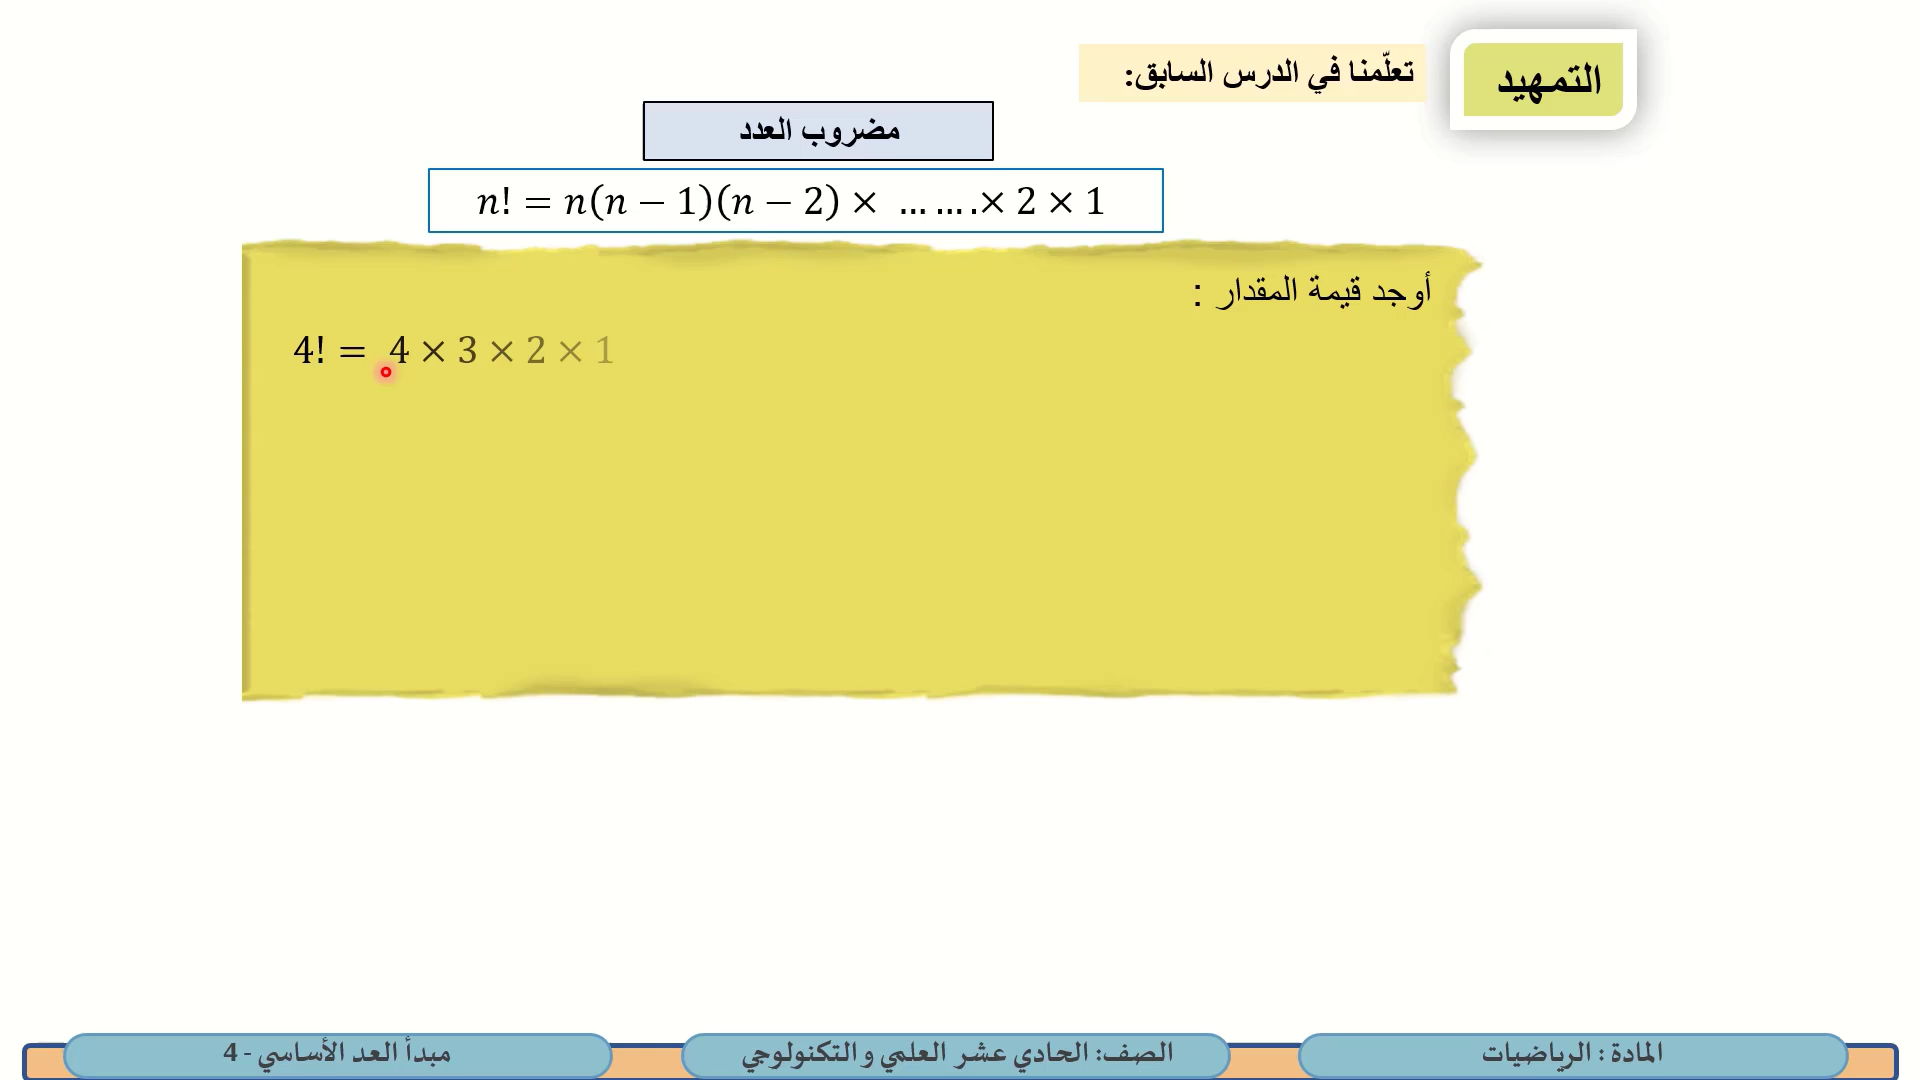 التمهيد
تعلّمنا في الدرس السابق:
مضروب العدد
n! = n(n − 1)(n − 2) × … … .× 2 × 1
أوجد قيمة المقدار :
4! = 4 × 3 × 2 × 1
المادة : الرياضيات
الصف: الحادي عشر العلمي و التكنولوجي
مبدأ العد الأساسي - 4